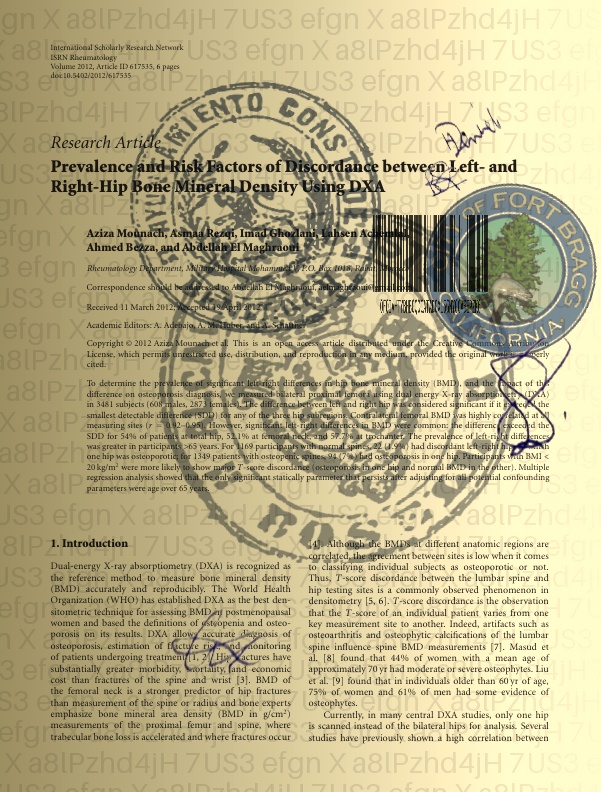 International Scholarly Research Network
ISRN Rheumatology
Volume 2012, Article ID 617535, 6 pages
doi:10.5402/2012/617535
Research Article
Prevalence and Risk Factors of Discordance between Left- and
Right-Hip Bone Mineral Density Using DXA
Aziza Mounach, Asmaa Rezqi, Imad Ghozlani, Lahsen Achemlal,
Ahmed Bezza, and Abdellah El Maghraoui
Rheumatology Department, Military Hospital Mohammed V, P.O. Box 1018, Rabat, Morocco
Correspondence should be addressed to Abdellah El Maghraoui,
Received 11 March 2012; Accepted 19 April 2012
Academic Editors: A. Adebajo, A. M. Huber, and A. Schattner
Copyright © 2012 Aziza Mounach et al. This is an open access article distributed under the Creative Commons Attribution
License, which permits unrestricted use, distribution, and reproduction in any medium, provided the original work is properly
cited.
To determine the prevalence of significant left-right differences in hip bone mineral density (BMD), and the impact of this
difference on osteoporosis diagnosis, we measured bilateral proximal femora using dual energy X-ray absorptiometry (DXA)
in 3481 subjects (608 males, 2873 females). The difference between left and right hip was considered significant if it exceeded the
smallest detectable difference (SDD) for any of the three hip subregions. Contralateral femoral BMD was highly correlated at all
measuring sites (r = 0.92–0.95). However, significant left-right differences in BMD were common: the difference exceeded the
SDD for 54% of patients at total hip, 52.1% at femoral neck, and 57.7% at trochanter. The prevalence of left-right differences
was greater in participants >65 years. For 1169 patients with normal spines, 22 (1.9%) had discordant left-right hips in which
one hip was osteoporotic; for 1349 patients with osteopenic spines, 94 (7%) had osteoporosis in one hip. Participants with BMI <
20 kg/m² were more likely to show major T-score discordance (osteoporosis in one hip and normal BMD in the other). Multiple
regression analysis showed that the only significant statically parameter that persists after adjusting for all potential confounding
parameters were age over 65 years.
1. Introduction
Dual-energy X-ray absorptiometry (DXA) is recognized as
the reference method to measure bone mineral density
(BMD) accurately and reproducibly. The World Health
Organization (WHO) has established DXA as the best den-
sitometric technique for assessing BMD in postmenopausal
women and based the definitions of osteopenia and osteo-
porosis on its results. DXA allows accurate diagnosis of
osteoporosis, estimation of fracture risk, and monitoring
of patients undergoing treatment [1, 2]. Hip fractures have
substantially greater morbidity, mortality, and economic
cost than fractures of the spine and wrist [3]. BMD of
the femoral neck is a stronger predictor of hip fractures
than measurement of the spine or radius and bone experts
emphasize bone mineral area density (BMD in g/cm²)
measurements of the proximal femur and spine, where
trabecular bone loss is accelerated and where fractures occur
[4]. Although the BMDs at different anatomic regions are
correlated, the agreement between sites is low when it comes
to classifying individual subjects as osteoporotic or not.
Thus, T-score discordance between the lumbar spine and
hip testing sites is a commonly observed phenomenon in
densitometry [5, 6]. T-score discordance is the observation
that the T-score of an individual patient varies from one
key measurement site to another. Indeed, artifacts such as
osteoarthritis and osteophytic calcifications of the lumbar
spine influence spine BMD measurements [7]. Masud et
al. [8] found that 44% of women with a mean age of
approximately 70 yr had moderate or severe osteophytes. Liu
et al. [9] found that in individuals older than 60 yr of age,
75% of women and 61% of men had some evidence of
osteophytes.
Currently, in many central DXA studies, only one hip
is scanned instead of the bilateral hips for analysis. Several
studies have previously shown a high correlation between
CITY OF FORT BRAGG
CALIFORNIA
a8lPzhd4jH 7US3 efgn X